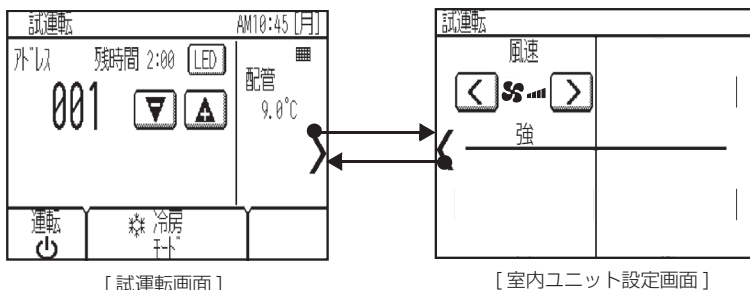 試運転 AM10:45 [月]
アドレス 残時間 2:00 LED
001
配管
9.0°C
運転
冷房
モード
[ 試運転画面 ]
試運転
風速
強
[ 室内ユニット設定画面 ]